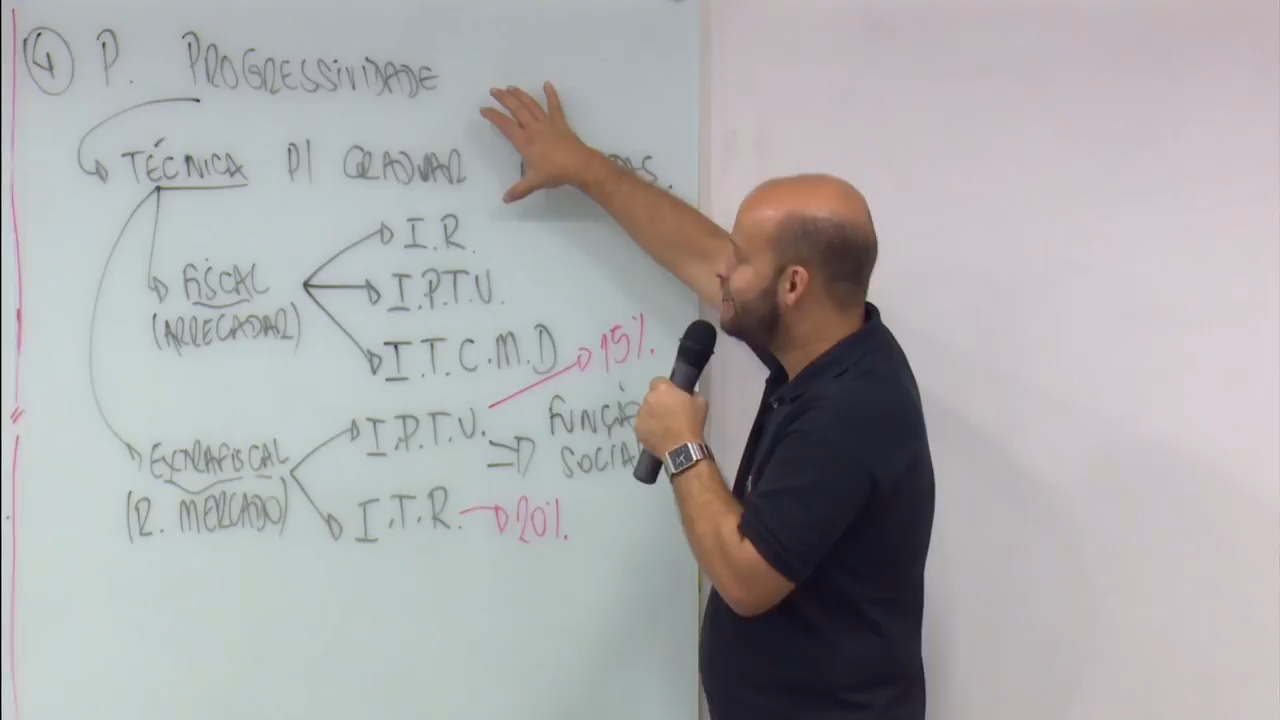 4 P. PROGRESSIVIDADE
TÉCNICA P/ GRADUAR
FISCAL
(ARRECADAR)
I.R.
I.P.T.U.
I.T.C.M.D
EXTRAFISCAL
(R. MERCADO)
I.P.T.U. 15%.
FUNÇÃO
SOCIAL
I.T.R. 20%.